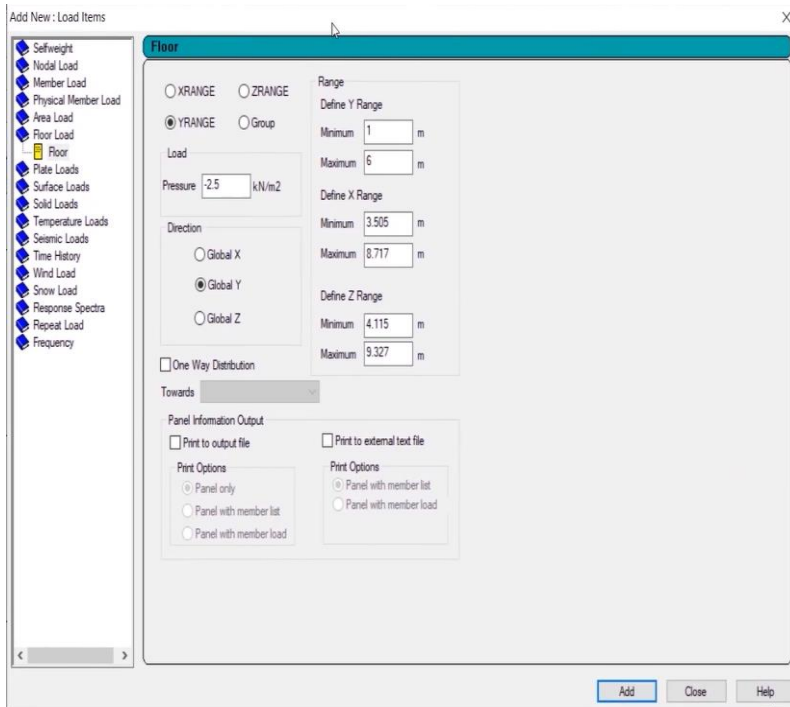 Add New : Load Items
Selfweight
Nodal Load
Member Load
Physical Member Load
Area Load
Floor Load
Floor
Plate Loads
Surface Loads
Solid Loads
Temperature Loads
Seismic Loads
Time History
Wind Load
Snow Load
Response Spectra
Repeat Load
Frequency
Floor
XRANGE ZRANGE
YRANGE Group
Load
Pressure -2.5 kN/m2
Direction
Global X
Global Y
Global Z
One Way Distribution
Towards
Range
Define Y Range
Minimum 1 m
Maximum 6 m
Define X Range
Minimum 3.505 m
Maximum 8.717 m
Define Z Range
Minimum 4.115 m
Maximum 9.327 m
Panel Information Output
Print to output file
Print Options
Panel only
Panel with member list
Panel with member load
Print to external text file
Print Options
Panel with member list
Panel with member load
Add Close Help